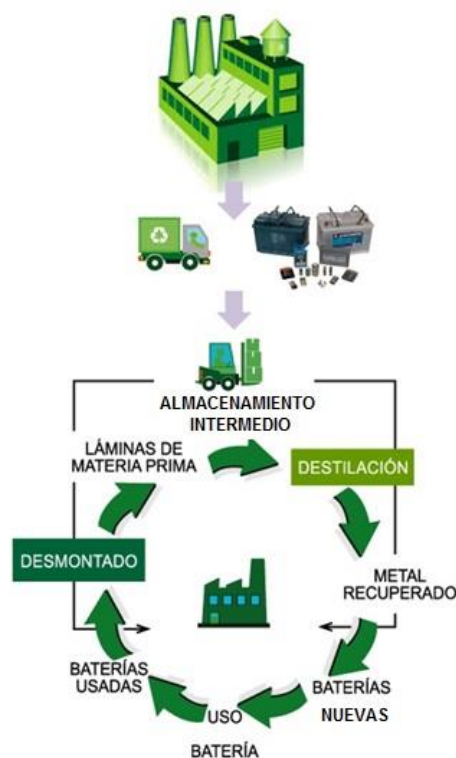 ALMACENAMIENTO
INTERMEDIO
LÁMINAS DE
MATERIA PRIMA
DESTILACIÓN
DESMONTADO
METAL
RECUPERADO
BATERÍAS
USADAS
BATERÍAS
NUEVAS
USO
BATERÍA